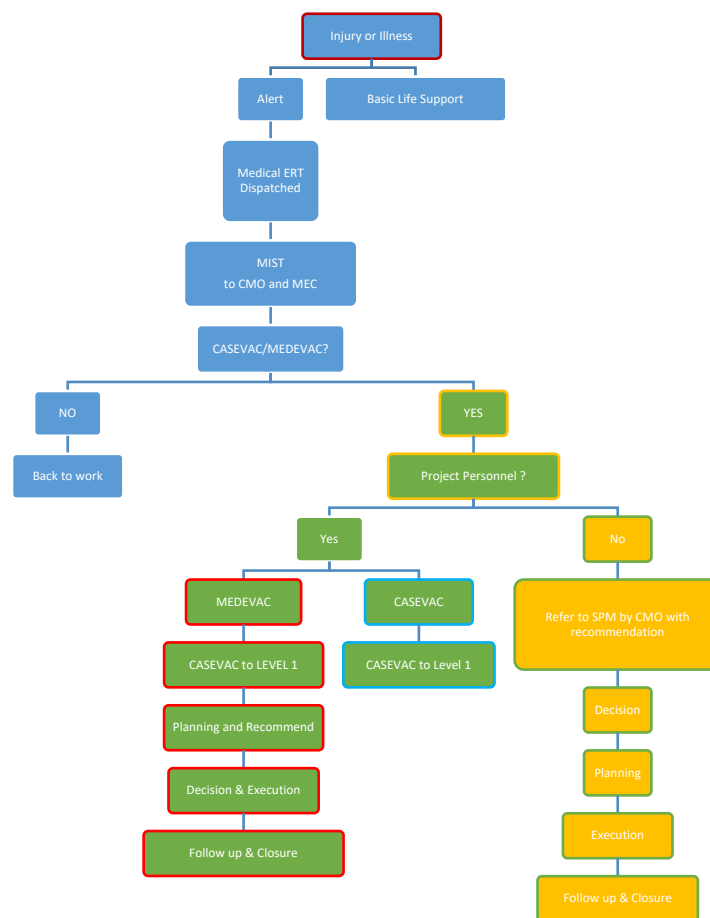 Injury or Illness
Alert
Basic Life Support
Medical ERT
Dispatched
MIST
to CMO and MEC
CASEVAC/MEDEVAC?
NO
YES
Back to work
Project Personnel ?
Yes
No
MEDEVAC
CASEVAC
Refer to SPM by CMO with
recommendation
CASEVAC to LEVEL 1
CASEVAC to Level 1
Decision
Planning and Recommend
Planning
Decision & Execution
Execution
Follow up & Closure
Follow up & Closure